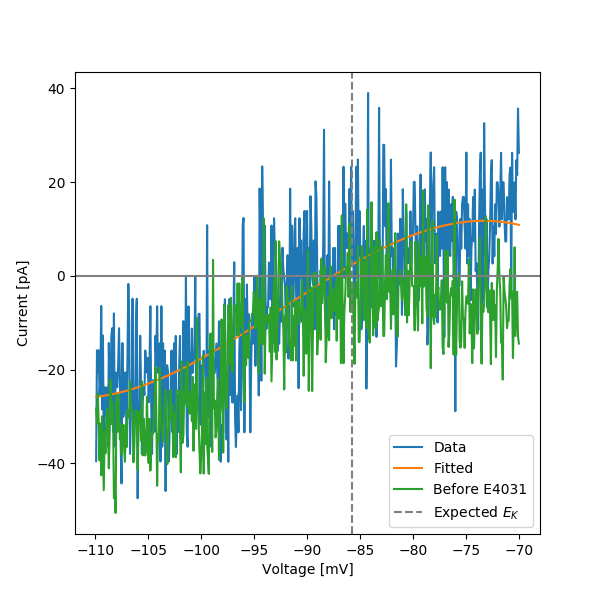 40
20
0
−20
−40
Current [pA]
−110 −105 −100 −95 −90 −85 −80 −75 −70
Voltage [mV]
Data
Fitted
Before E4031
Expected E_K